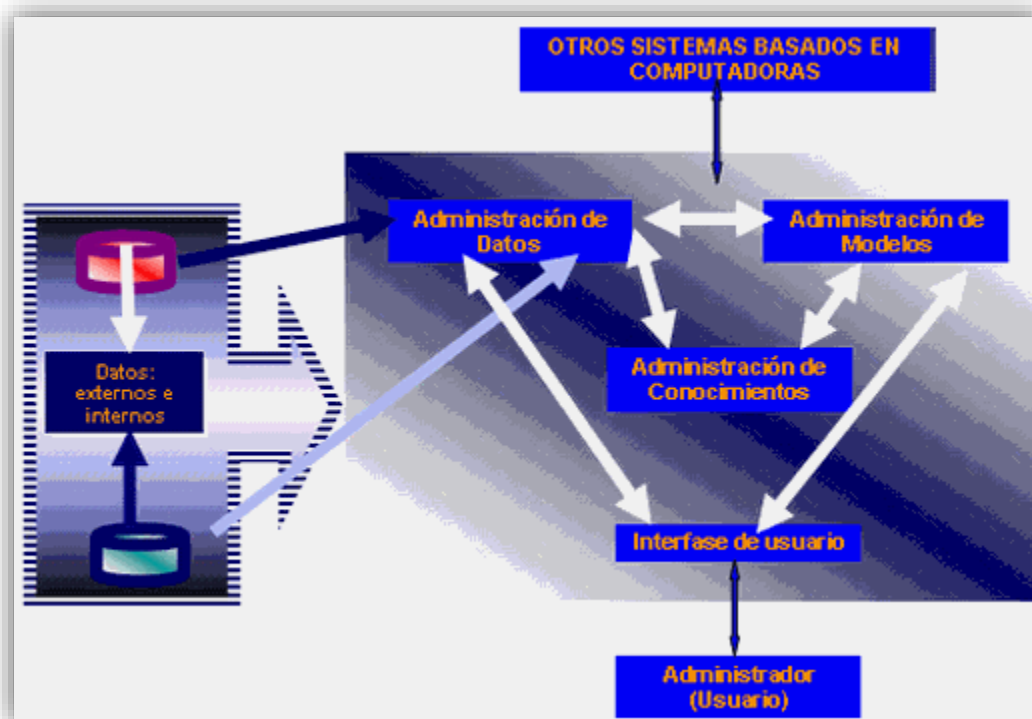 OTROS SISTEMAS BASADOS EN
COMPUTADORAS
Administración de
Datos
Administración de
Modelos
Datos:
externos e
internos
Administración de
Conocimientos
Interfase de usuario
Administrador
(Usuario)